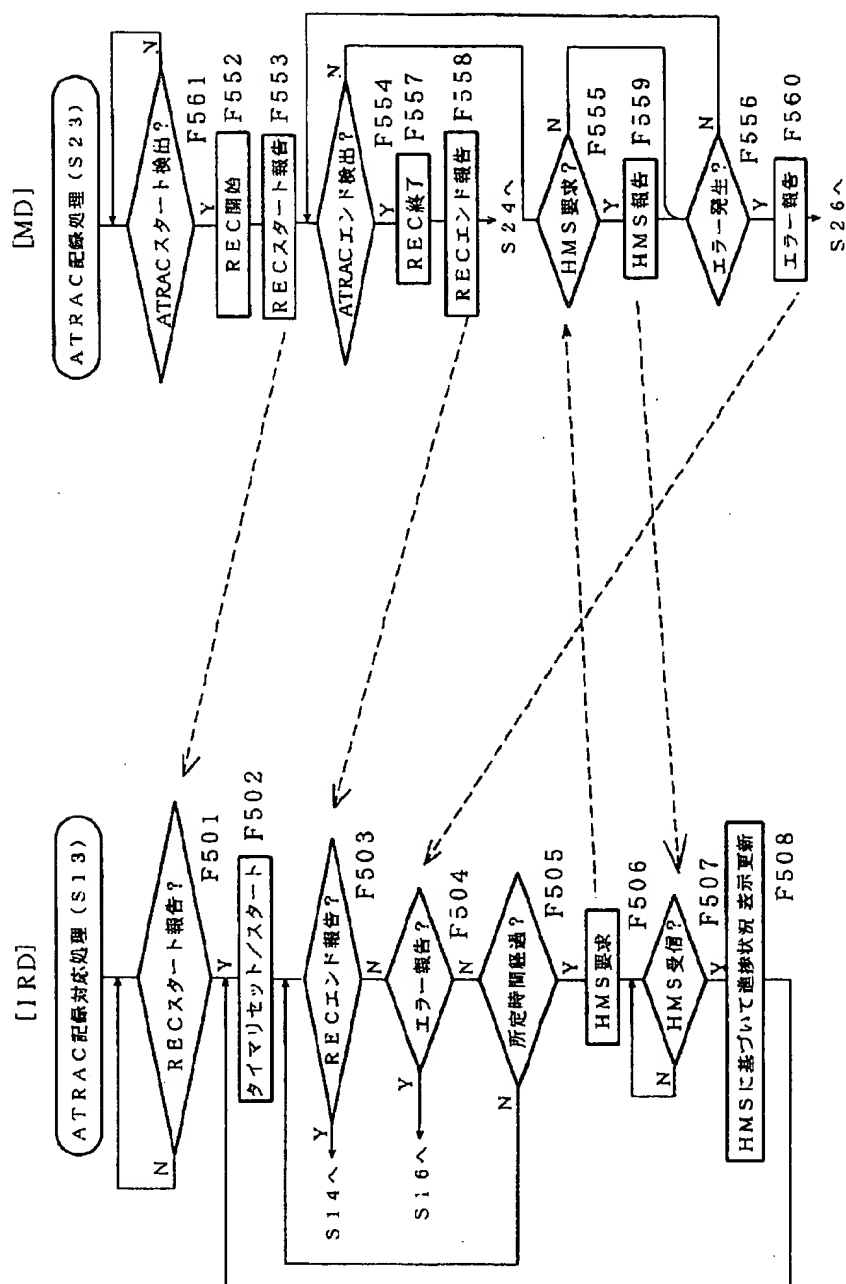 [IRD]
ATRAC記録対応処理(S13)
RECスタート報告?
F501
N
Y
タイマリセット/スタート
F502
RECエンド報告?
F503
Y
S14へ
N
エラー報告?
F504
Y
S16へ
N
所定時間経過?
F505
N
Y
HMS要求
F506
HMS受信?
F507
N
Y
HMSに基づいて進捗状況 表示更新
F508
[MD]
ATRAC記録処理(S23)
ATRACスタート検出?
F561
N
Y
REC開始
F552
RECスタート報告
F553
ATRACエンド検出?
F554
N
Y
REC終了
F557
RECエンド報告
F558
S24へ
HMS要求?
F555
N
Y
HMS報告
F559
エラー発生?
F556
N
Y
エラー報告
F560
S26へ